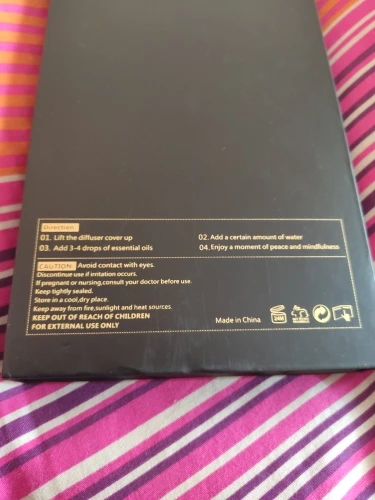 Direction
01. Lift the diffuser cover up
02. Add a certain amount of water
03. Add 3-4 drops of essential oils
04. Enjoy a moment of peace and mindfulness
CAUTION: Avoid contact with eyes.
Discontinue use if irritation occurs.
If pregnant or nursing,consult your doctor before use.
Keep tightly sealed.
Store in a cool,dry place.
Keep away from fire,sunlight and heat sources.
KEEP OUT OF REACH OF CHILDREN
FOR EXTERNAL USE ONLY
Made in China
24M